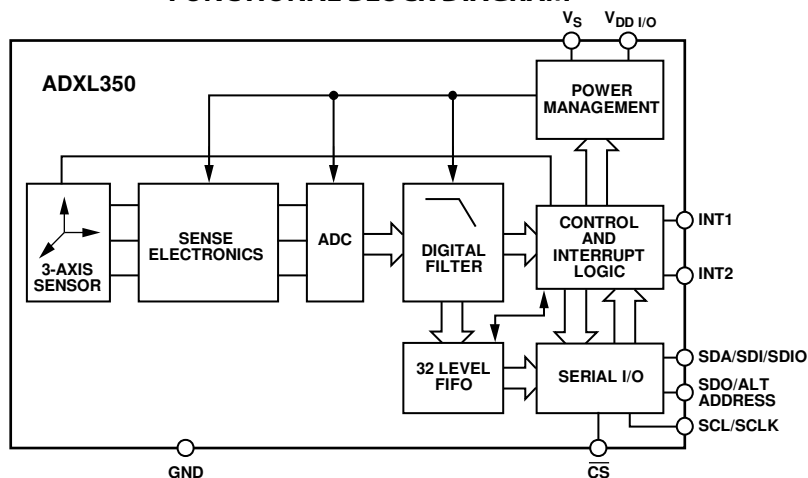 FUNCTIONAL BLOCK DIAGRAM
VS
VDD I/O
ADXL350
POWER
MANAGEMENT
3-AXIS
SENSOR
SENSE
ELECTRONICS
ADC
DIGITAL
FILTER
CONTROL
AND
INTERRUPT
LOGIC
INT1
INT2
32 LEVEL
FIFO
SERIAL I/O
SDA/SDI/SDIO
SDO/ALT
ADDRESS
SCL/SCLK
GND
CS